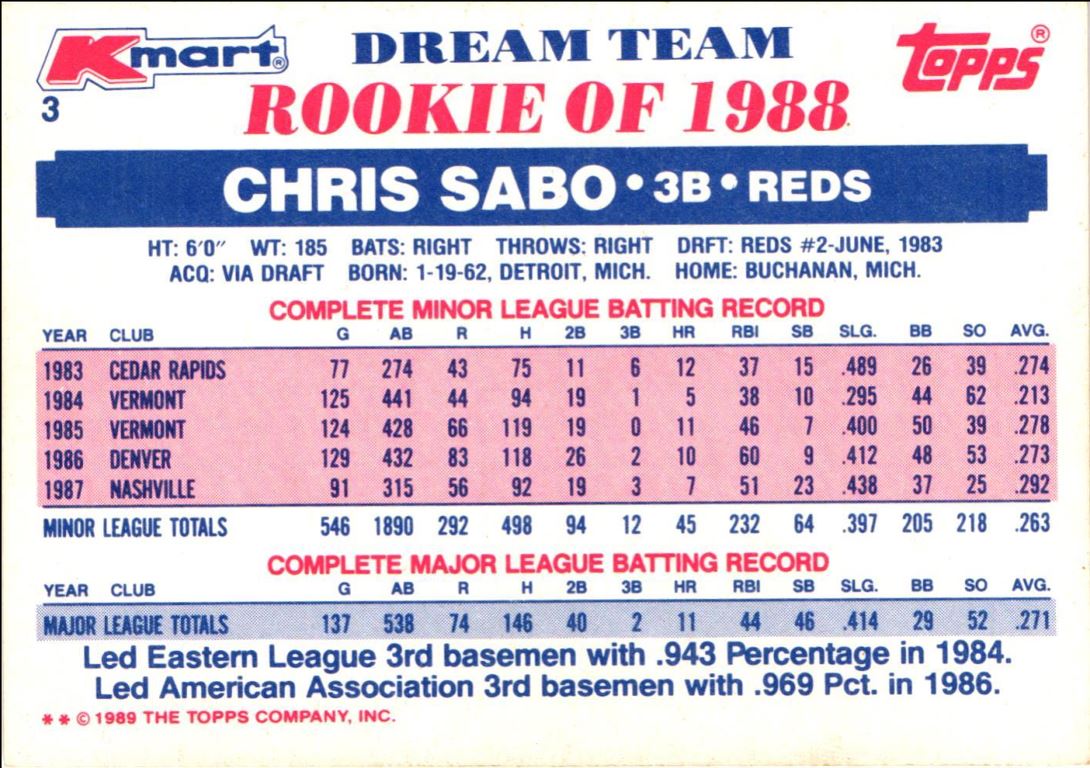 Kmart® DREAM TEAM Topps®
3 ROOKIE OF 1988
CHRIS SABO • 3B • REDS
HT: 6'0" WT: 185 BATS: RIGHT THROWS: RIGHT DRFT: REDS #2-JUNE, 1983
ACQ: VIA DRAFT BORN: 1-19-62, DETROIT, MICH. HOME: BUCHANAN, MICH.
COMPLETE MINOR LEAGUE BATTING RECORD
YEAR CLUB G AB R H 2B 3B HR RBI SB SLG. BB SO AVG.
1983 CEDAR RAPIDS 77 274 43 75 11 6 12 37 15 .489 26 39 .274
1984 VERMONT 125 441 44 94 19 1 5 38 10 .295 44 62 .213
1985 VERMONT 124 428 66 119 19 0 11 46 7 .400 50 39 .278
1986 DENVER 129 432 83 118 26 2 10 60 9 .412 48 53 .273
1987 NASHVILLE 91 315 56 92 19 3 7 51 23 .438 37 25 .292
MINOR LEAGUE TOTALS 546 1890 292 498 94 12 45 232 64 .397 205 218 .263
COMPLETE MAJOR LEAGUE BATTING RECORD
YEAR CLUB G AB R H 2B 3B HR RBI SB SLG. BB SO AVG.
MAJOR LEAGUE TOTALS 137 538 74 146 40 2 11 44 46 .414 29 52 .271
Led Eastern League 3rd basemen with .943 Percentage in 1984.
Led American Association 3rd basemen with .969 Pct. in 1986.
** © 1989 THE TOPPS COMPANY, INC.